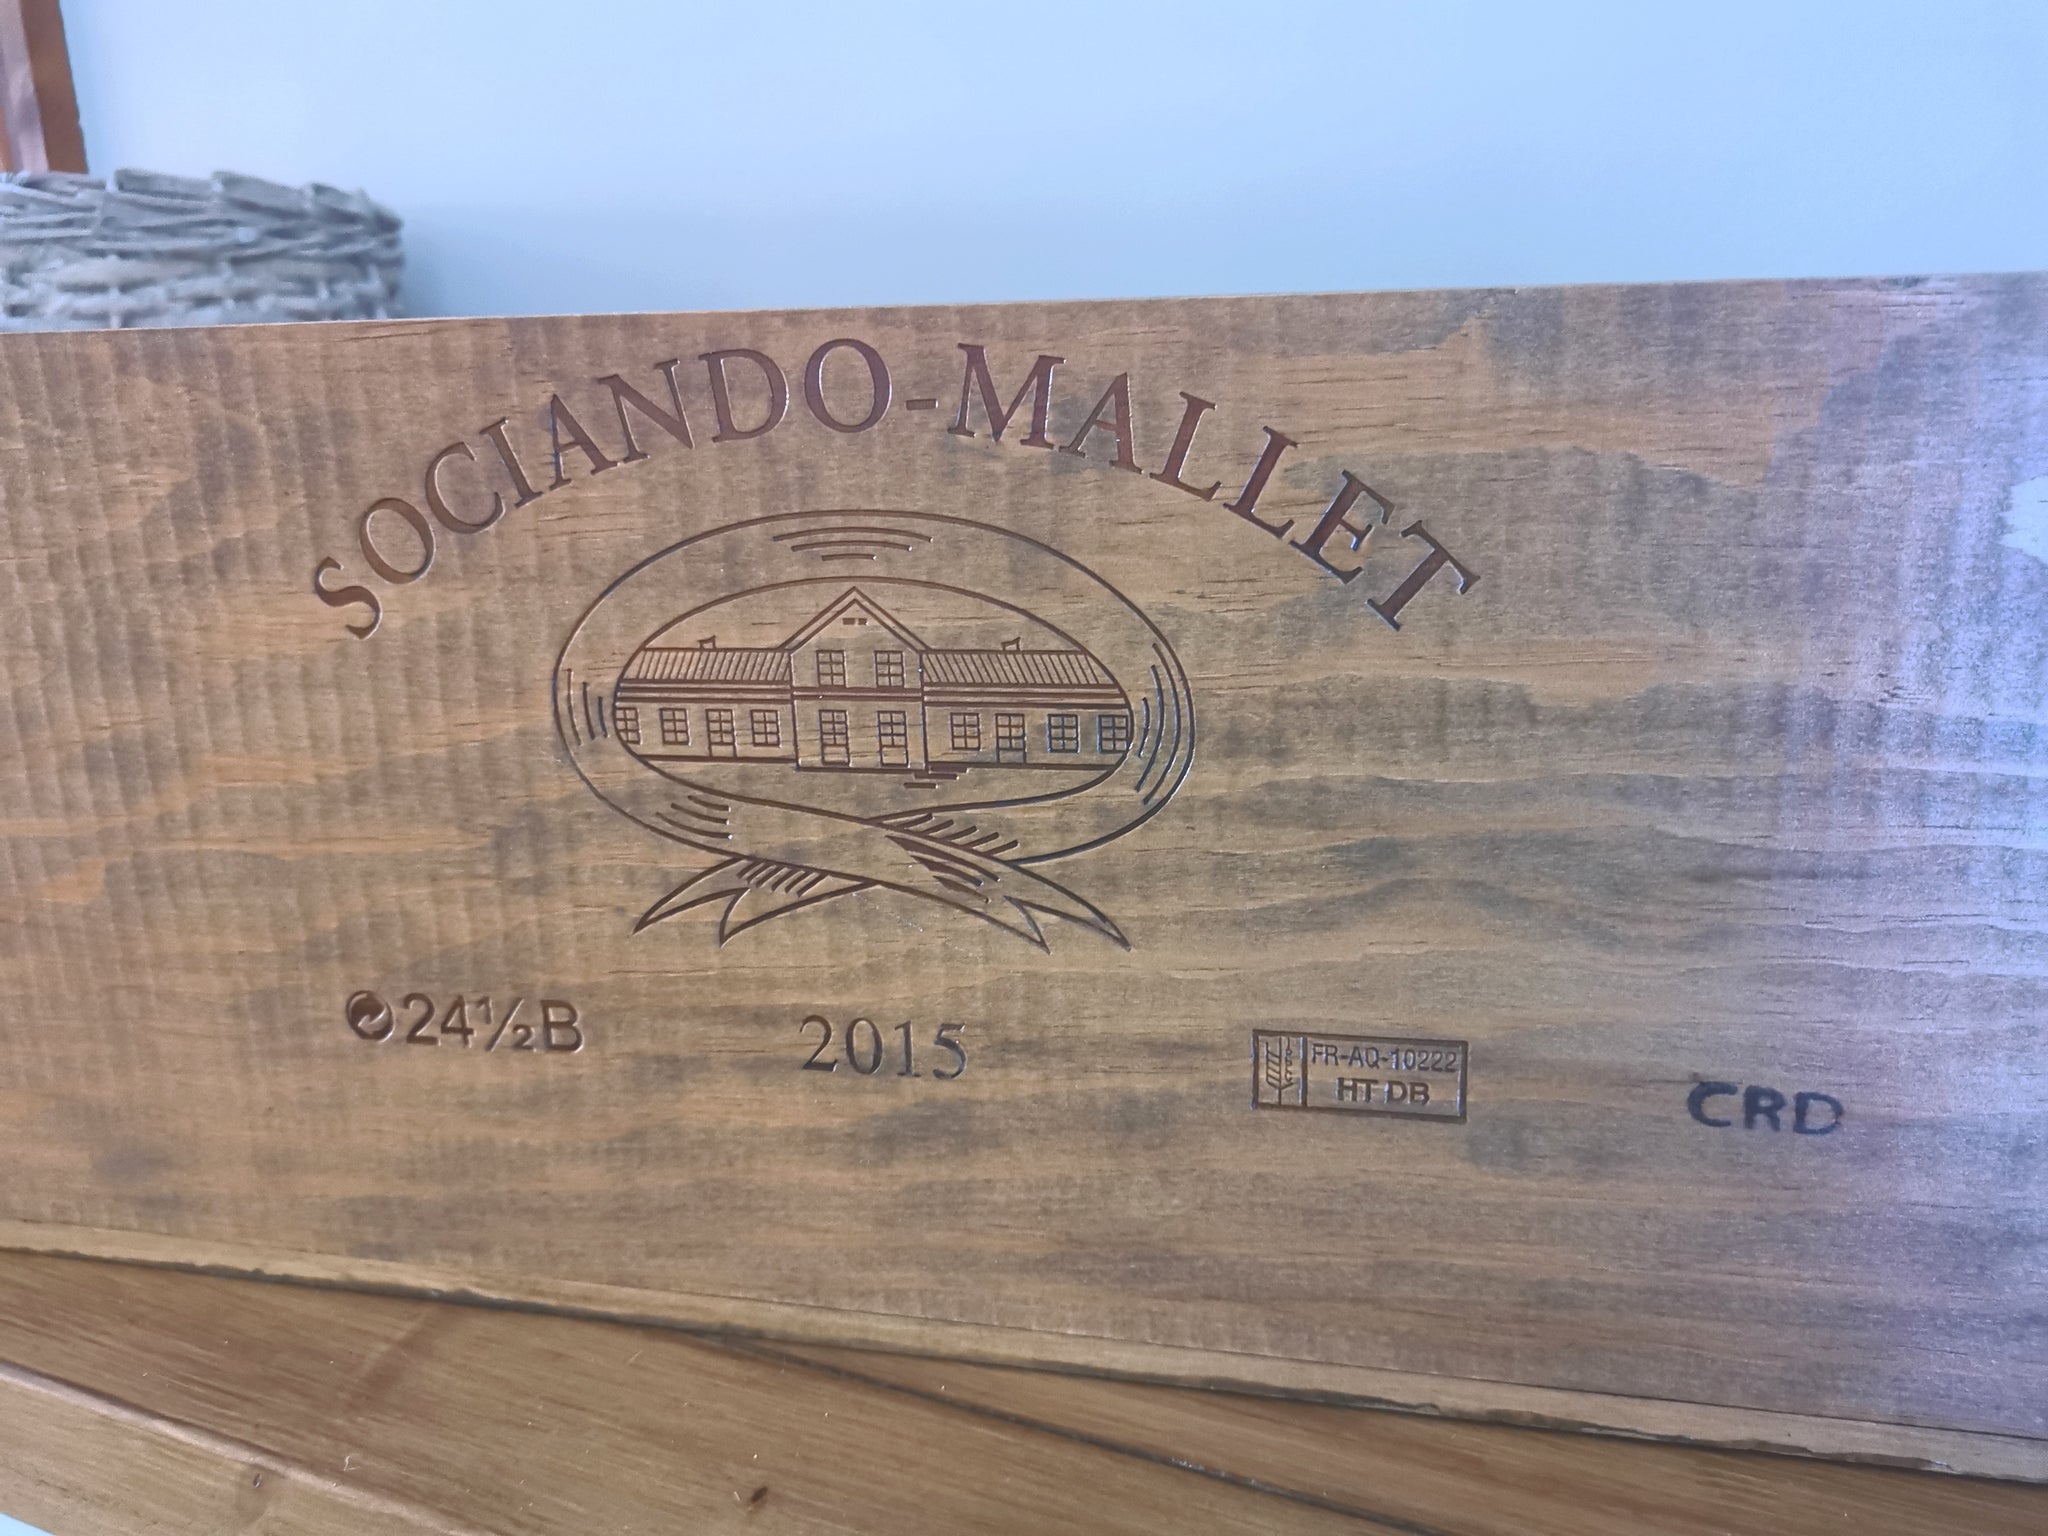 SOCIANDO-MALLET
24½B
2015
FR-AQ-10222
HT DB
CRD